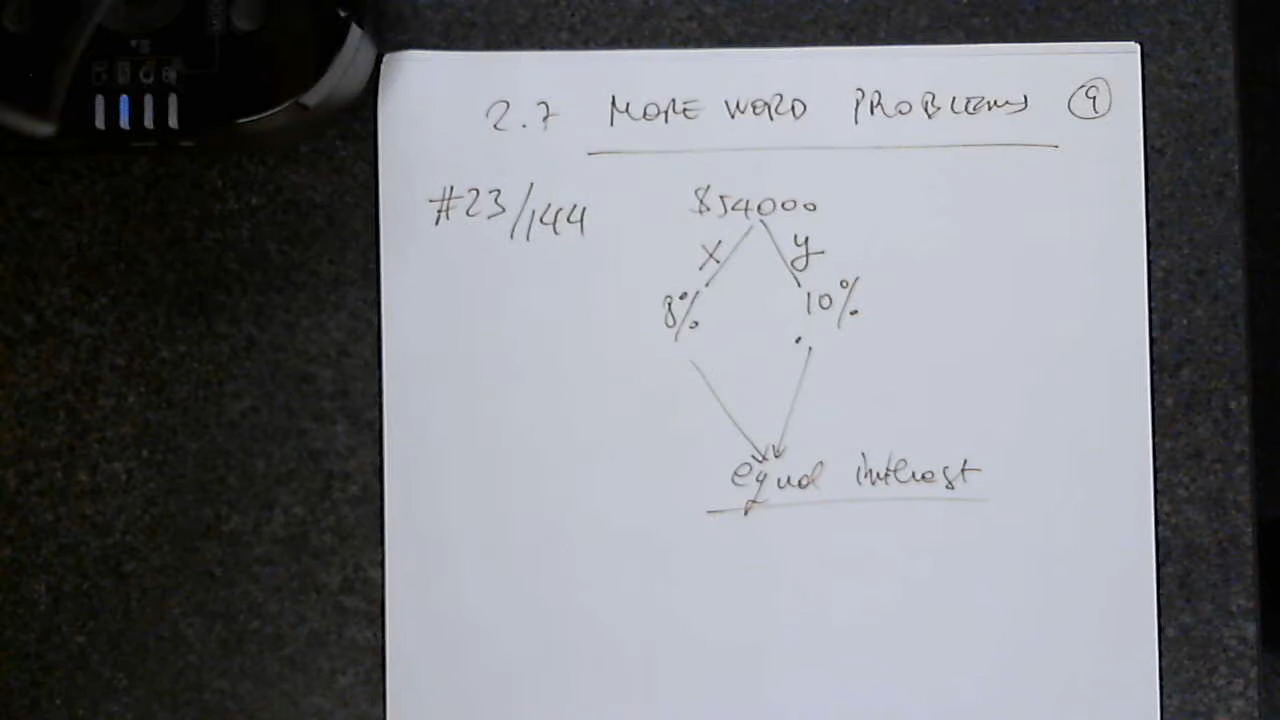 2.7 MORE WORD PROBLEMS 9
#23/144
$54000
x y
8% 10%
equal interest